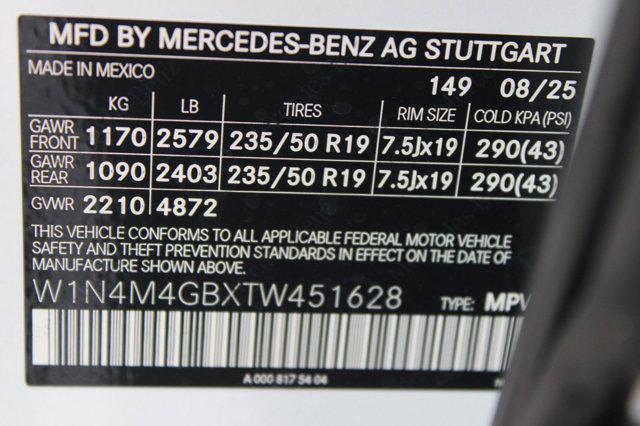 MFD BY MERCEDES-BENZ AG STUTTGART
MADE IN MEXICO 149 08/25
KG LB TIRES RIM SIZE COLD KPA (PSI)
GAWR FRONT 1170 2579 235/50 R19 7.5Jx19 290(43)
GAWR REAR 1090 2403 235/50 R19 7.5Jx19 290(43)
GVWR 2210 4872
THIS VEHICLE CONFORMS TO ALL APPLICABLE FEDERAL MOTOR VEHICLE
SAFETY AND THEFT PREVENTION STANDARDS IN EFFECT ON THE DATE OF
MANUFACTURE SHOWN ABOVE.
W1N4M4GBXTW451628 TYPE: MPV
A 000 817 54 04